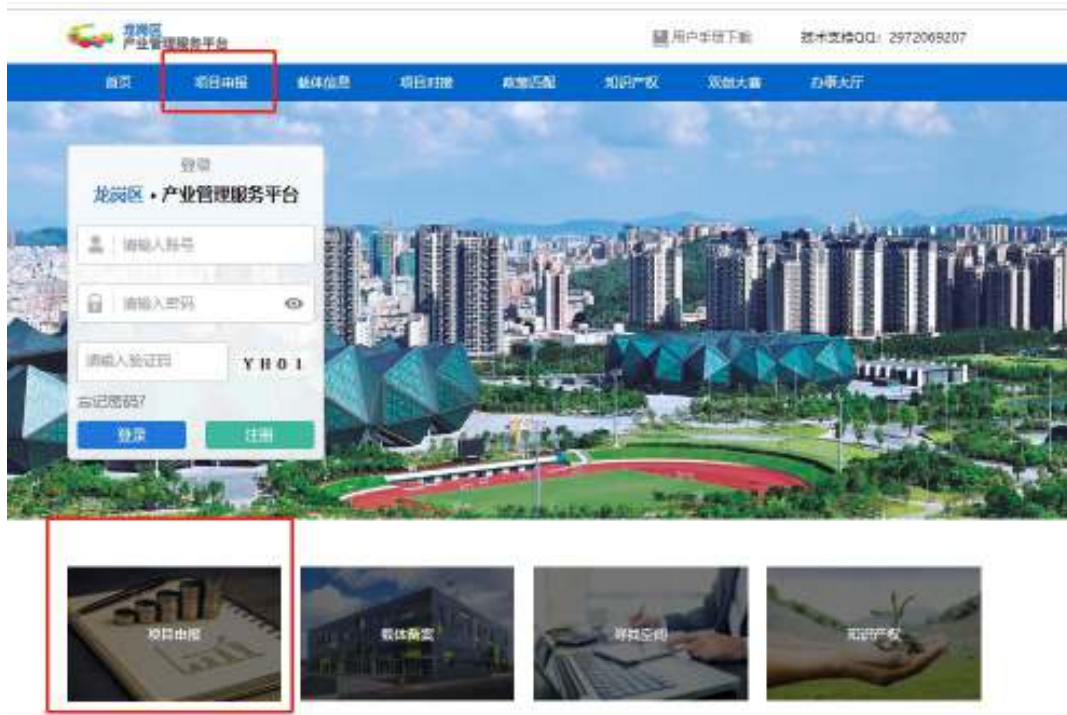 龙岗区
产业管理服务平台
用户手册下载 技术支持QQ：2972069207
首页 项目申报 载体信息 项目对接 政策匹配 知识产权 双创大赛 办事大厅
登录
龙岗区·产业管理服务平台
请输入账号
请输入密码
请输入验证码 YH01
忘记密码?
登录 注册
项目申报 载体备案 寻找空间 知识产权